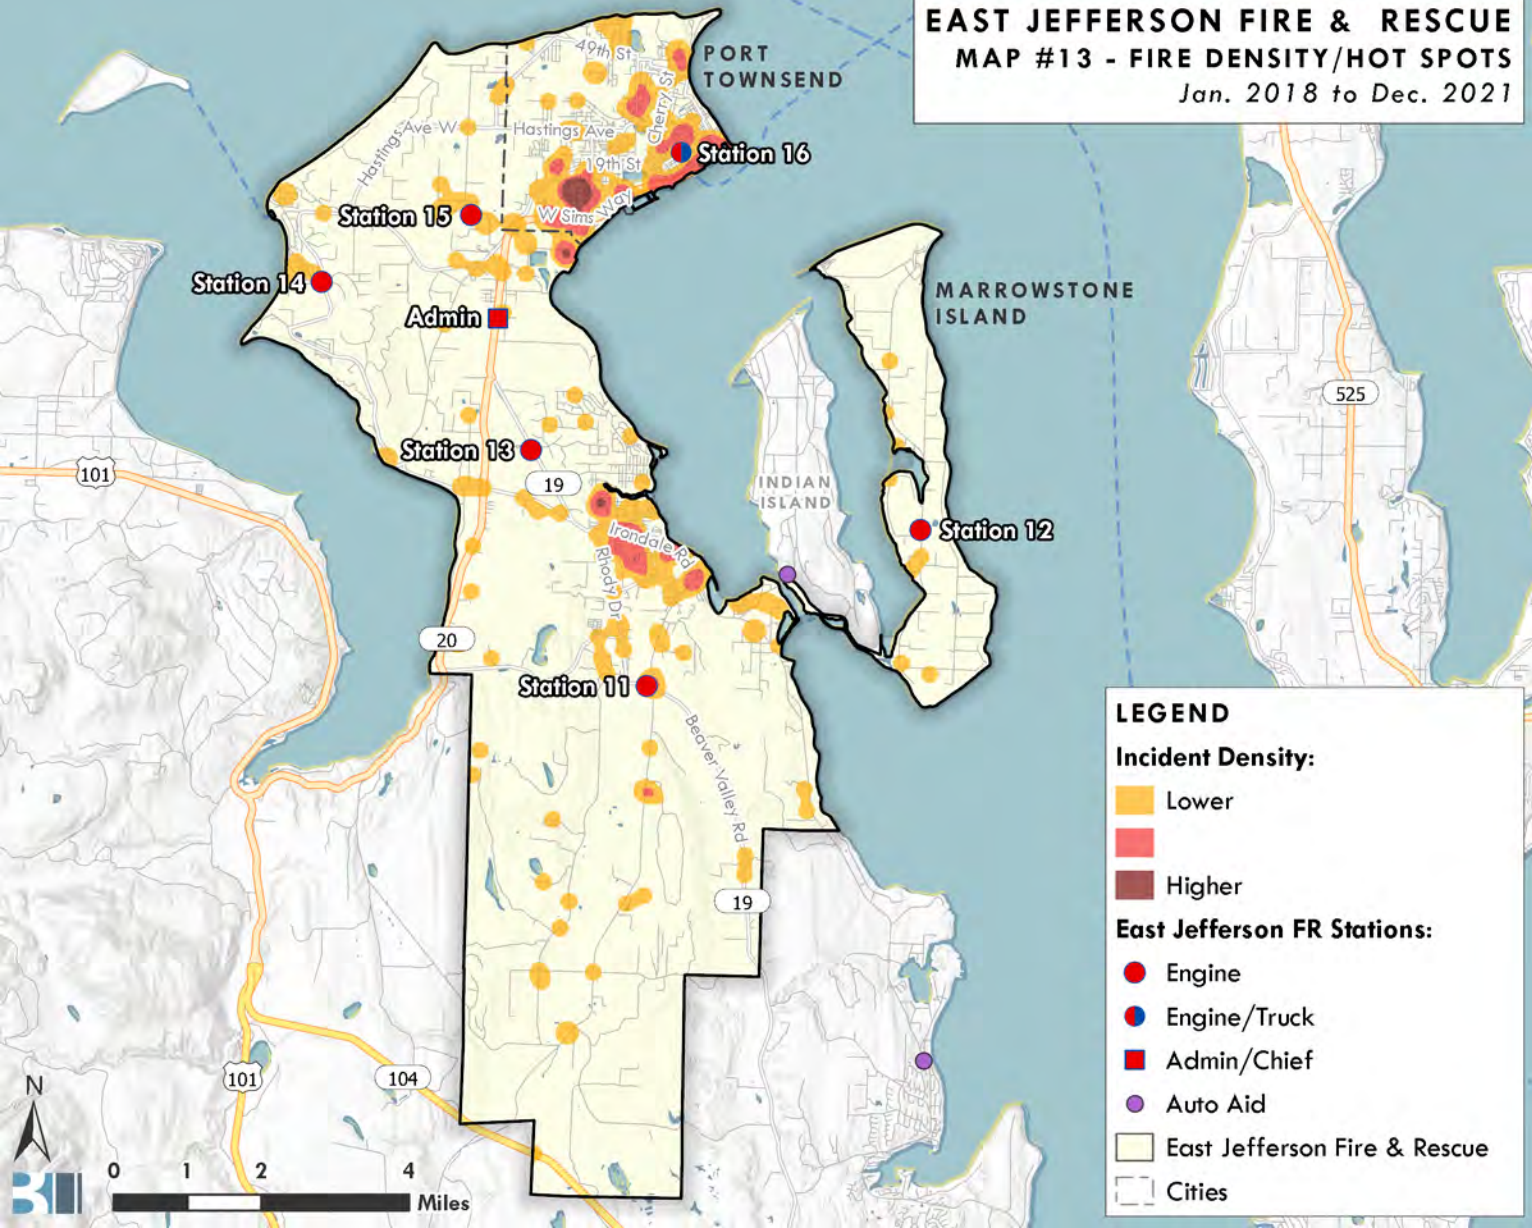 EAST JEFFERSON FIRE & RESCUE
MAP #13 - FIRE DENSITY/HOT SPOTS
Jan. 2018 to Dec. 2021
PORT
TOWNSEND
49th St
Cherry St
Hastings Ave W
Hastings Ave
19th St
Station 16
W Sims Way
Station 15
Station 14
Admin
MARROWSTONE
ISLAND
525
Station 13
101
19
INDIAN
ISLAND
Station 12
Irondale Rd
Rhody Dr
20
Station 11
Beaver Valley Rd
19
101
104
N
0 1 2 4
Miles
LEGEND
Incident Density:
Lower
Higher
East Jefferson FR Stations:
Engine
Engine/Truck
Admin/Chief
Auto Aid
East Jefferson Fire & Rescue
Cities